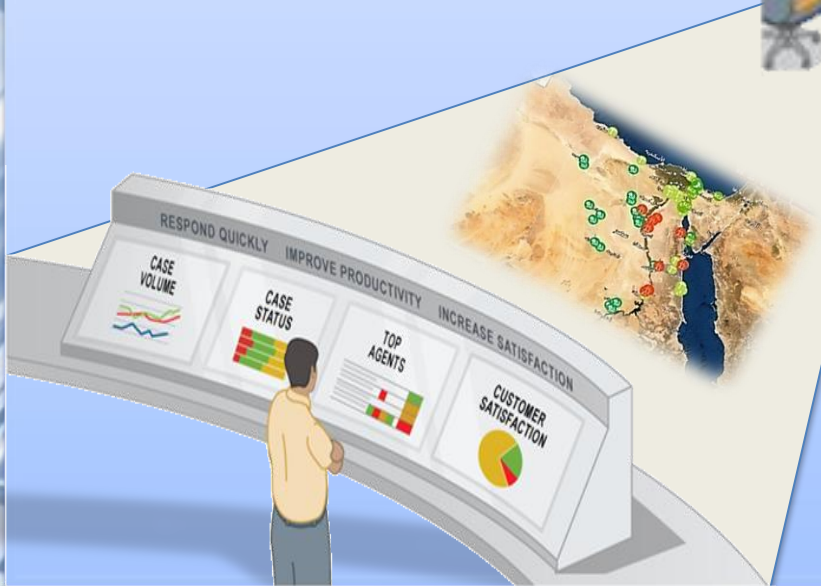 RESPOND QUICKLY IMPROVE PRODUCTIVITY INCREASE SATISFACTION
CASE
VOLUME
CASE
STATUS
TOP
AGENTS
CUSTOMER
SATISFACTION